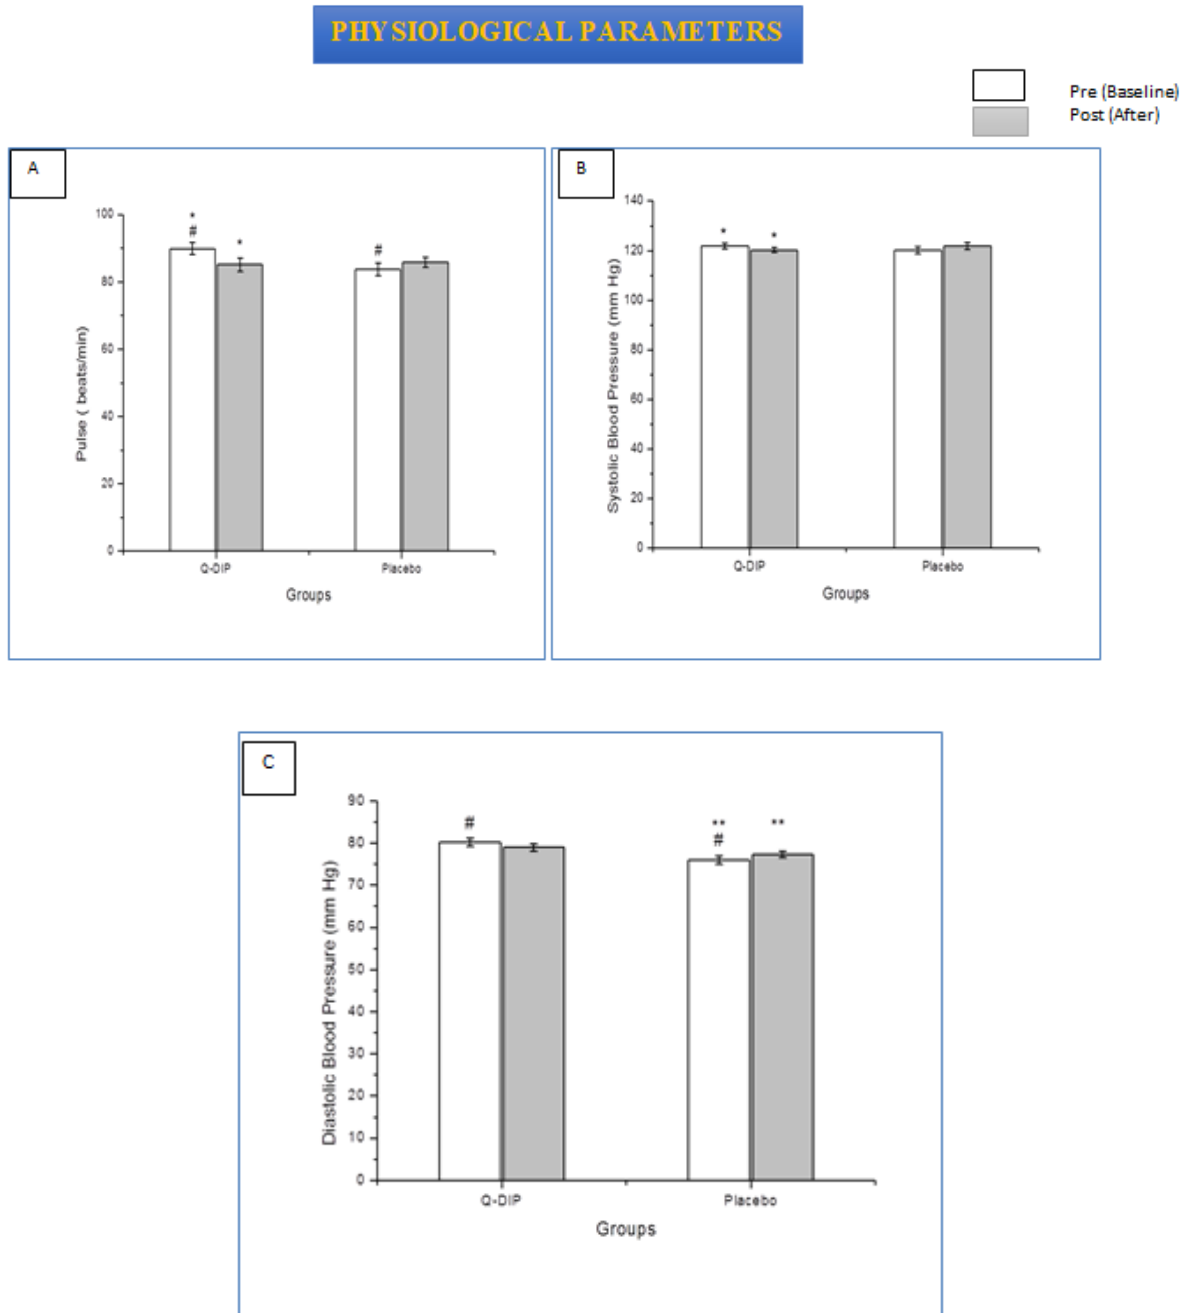 PHYSIOLOGICAL PARAMETERS
Pre (Baseline)
Post (After)
A
Pulse ( beats/min)
100
80
60
40
20
0
*
#
*
#
Q-DIP
Placebo
Groups
B
Systolic Blood Pressure (mm Hg)
140
120
100
80
60
40
20
0
*
*
Q-DIP
Placebo
Groups
C
Diastolic Blood Pressure (mm Hg)
90
80
70
60
50
40
30
20
10
0
#
**
#
**
Q-DIP
Placebo
Groups